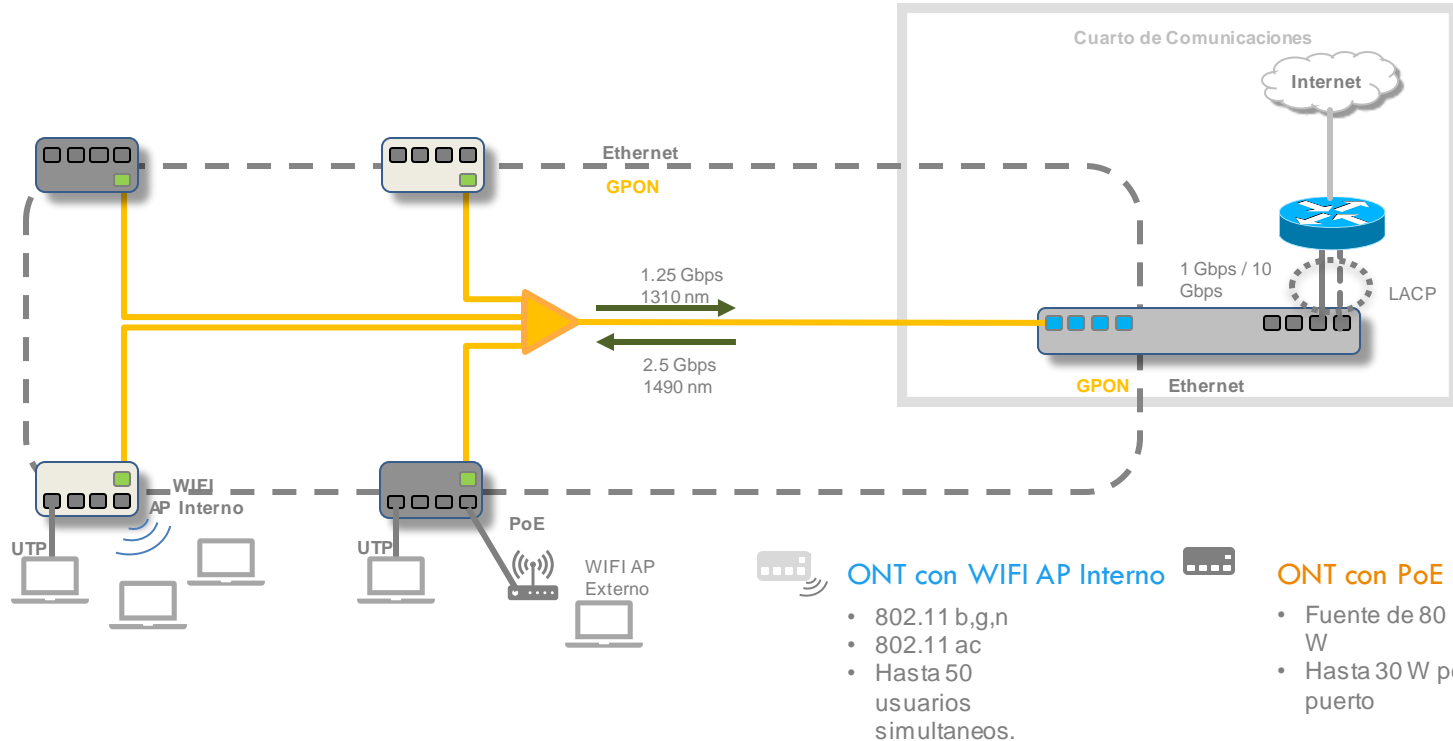 Cuarto de Comunicaciones
Internet
Ethernet
GPON
1.25 Gbps
1310 nm
1 Gbps / 10
Gbps
LACP
2.5 Gbps
1490 nm
GPON
Ethernet
WIFI
AP Interno
UTP
UTP
PoE
WIFI AP
Externo
ONT con WIFI AP Interno
• 802.11 b,g,n
• 802.11 ac
• Hasta 50
usuarios
simultaneos.
ONT con PoE
• Fuente de 80
W
• Hasta 30 W
puerto